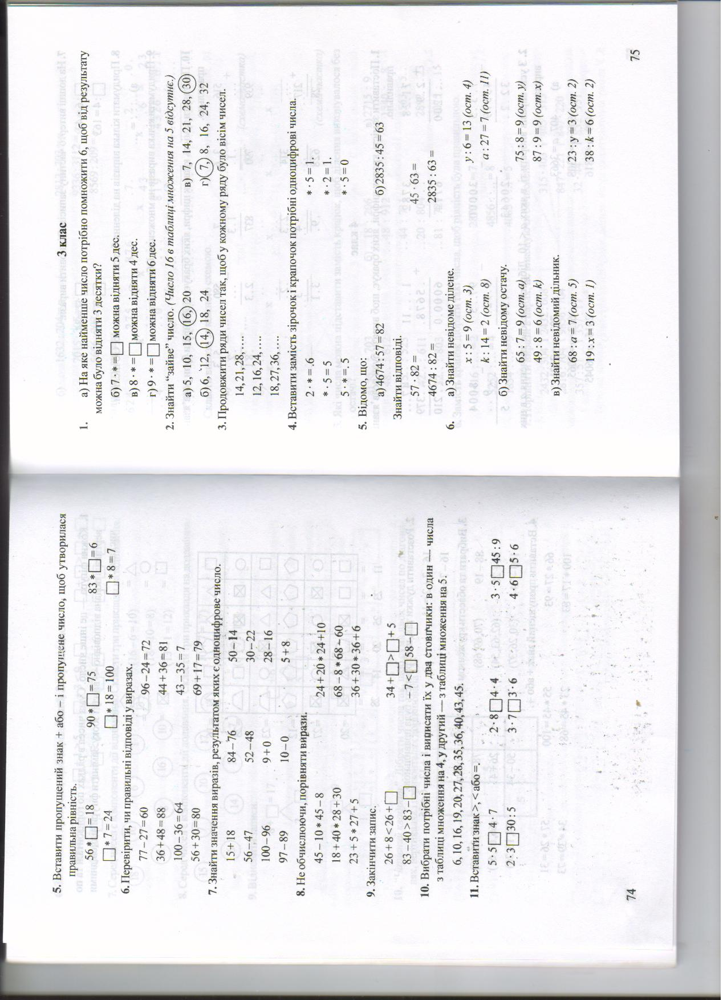 5. Вставити пропущений знак + або – і пропущене число, щоб утворилася
правильна рівність.
56 * □ = 18 90 * □ = 75 83 * □ = 6
□ * 7 = 24 □ * 18 = 100 □ * 8 = 7
6. Перевірити, чи правильні відповіді у виразах.
77 – 27 = 60 96 – 24 = 72
36 + 48 = 88 44 + 36 = 81
100 – 36 = 64 43 – 35 = 7
56 + 30 = 80 69 + 17 = 79
7. Знайти значення виразів, результатом яких є одноцифрове число.
15 + 18 84 – 76 50 – 14
56 – 47 52 – 48 30 – 22
100 – 96 9 + 0 28 – 16
97 – 89 10 – 0 5 + 8
8. Не обчислюючи, порівняти вирази.
45 – 10 * 45 – 8 24 + 20 * 24 + 10
18 + 40 * 28 + 30 68 – 8 * 68 – 60
23 + 5 * 27 + 5 36 + 30 * 36 + 6
9. Закінчити запис.
26 + 8 < 26 + □ 34 + □ > □ + 5
83 – 40 > 83 – □ – 7 < □ 58 – □
10. Вибрати потрібні числа і виписати їх у два стовпчики: в один — числа
з таблиці множення на 4, у другий — з таблиці множення на 5.
6, 10, 16, 19, 20, 27, 28, 35, 36, 40, 43, 45.
11. Вставити знак >, < або =.
5 · 5 □ 4 · 7 2 · 8 □ 4 · 4 3 · 5 □ 45 : 9
2 · 3 □ 30 : 5 3 · 7 □ 3 · 6 4 · 6 □ 5 · 6
74
3 клас
1. а) На яке найменше число потрібно помножити 6, щоб від результату
можна було відняти 3 десятки?
б) 7 · * = □ можна відняти 5 дес.
в) 8 · * = □ можна відняти 4 дес.
г) 9 · * = □ можна відняти 6 дес.
2. Знайти “зайве” число. (Число 16 в таблиці множення на 5 відсутнє.)
а) 5, 10, 15, 16, 20 в) 7, 14, 21, 28, 30
б) 6, 12, 14, 18, 24 г) 7, 8, 16, 24, 32
3. Продовжити ряди чисел так, щоб у кожному ряду було вісім чисел.
14, 21, 28, ....
12, 16, 24, ....
18, 27, 36, ....
4. Вставити замість зірочок і крапочок потрібні одноцифрові числа.
2 · * = .6 * · 5 = 1.
* · 5 = 5 * · 2 = 1.
5 · * = . 5 * · 5 = 0
5. Відомо, що:
а) 4674 : 57 = 82 б) 2835 : 45 = 63
Знайти відповіді.
57 · 82 = 45 · 63 =
4674 : 82 = 2835 : 63 =
6. а) Знайти невідоме ділене.
x : 5 = 9 (ост. 3) y : 6 = 13 (ост. 4)
k : 14 = 2 (ост. 8) a : 27 = 7 (ост. 11)
б) Знайти невідому остачу.
65 : 7 = 9 (ост. a) 75 : 8 = 9 (ост. y)
49 : 8 = 6 (ост. k) 87 : 9 = 9 (ост. x)
в) Знайти невідомий дільник.
68 : a = 7 (ост. 5) 23 : y = 3 (ост. 2)
19 : x = 3 (ост. 1) 38 : k = 6 (ост. 2)
75